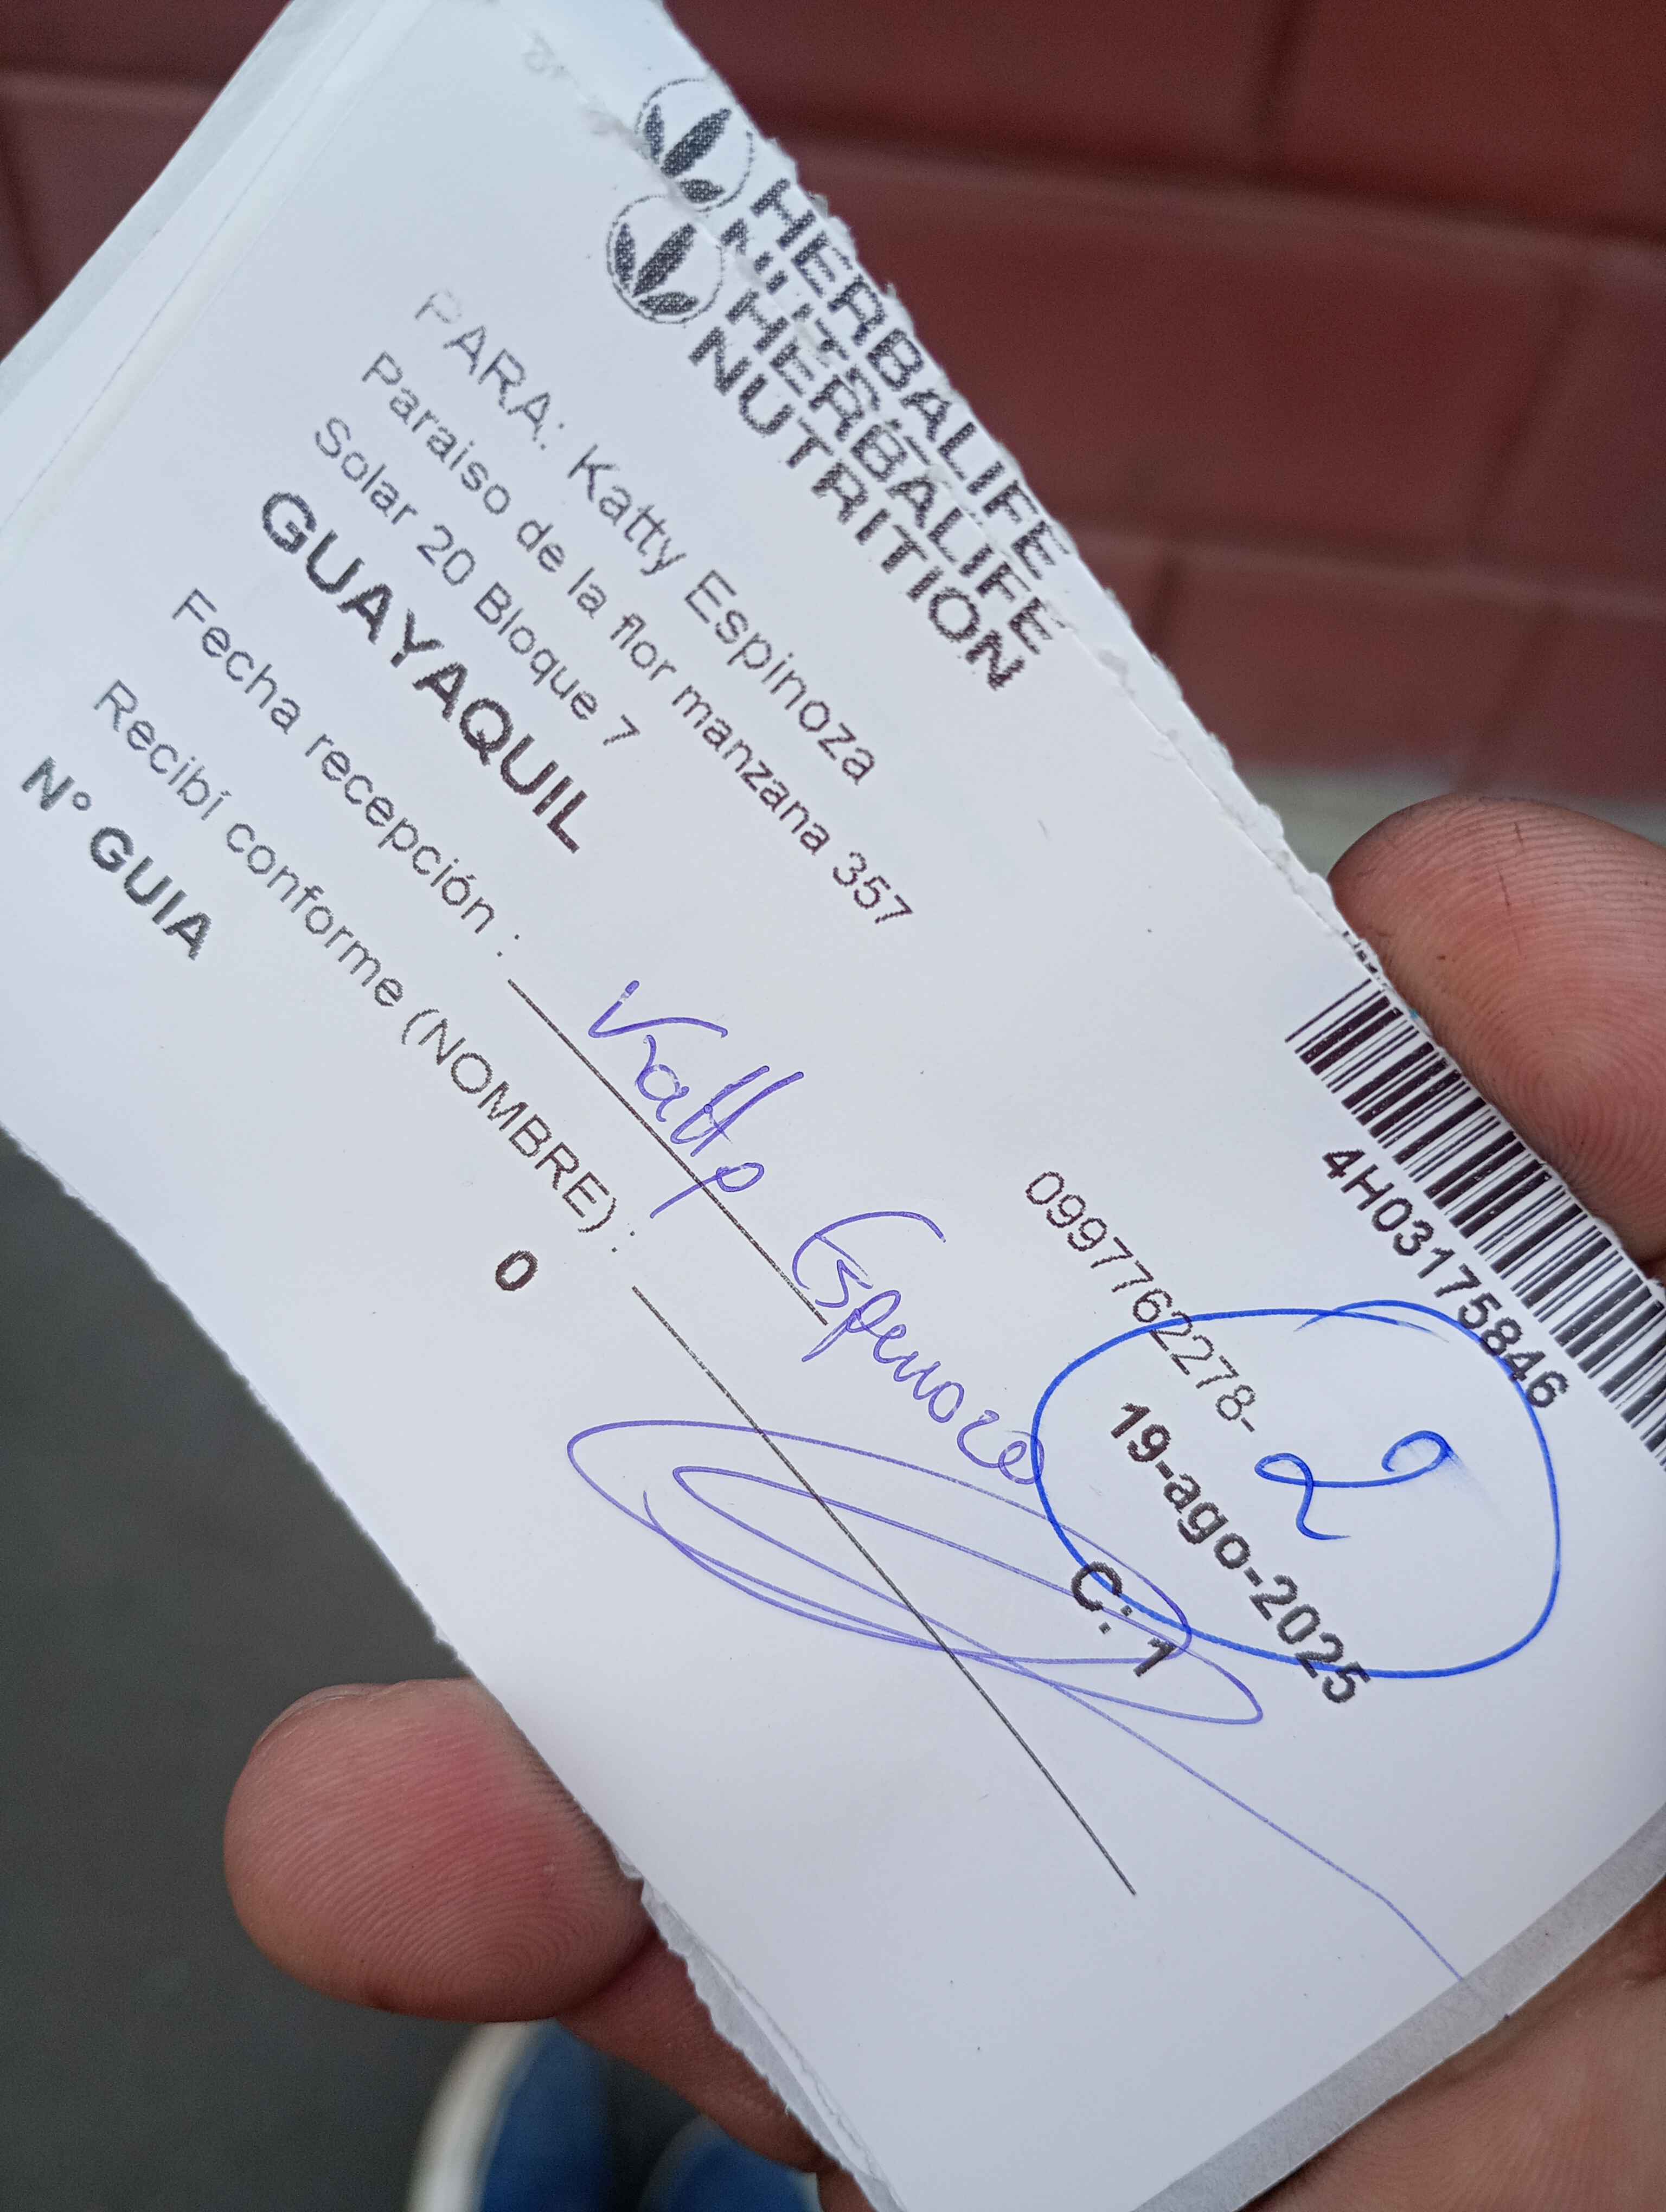 HERBALIFE
HERBALIFE
NUTRITION
4H03175846
PARA: Katty Espinoza
0997762278-
2
Paraiso de la flor manzana 357
19-ago-2025
Solar 20 Bloque 7
C: 1
GUAYAQUIL
Fecha recepción :
Katty Espinoza
Recibí conforme (NOMBRE) :
N° GUIA
0